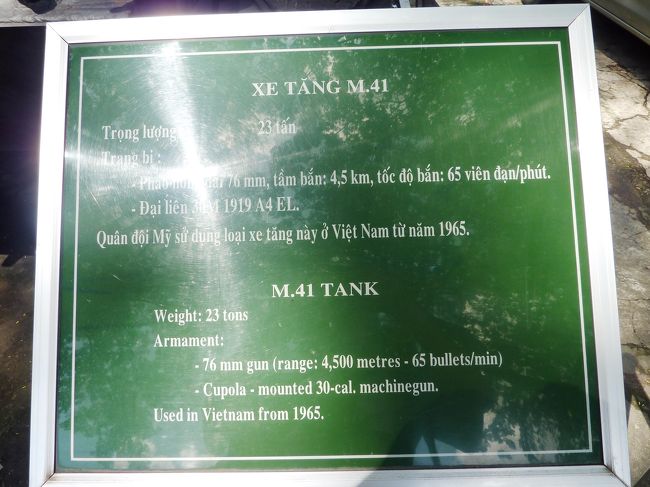 XE TĂNG M.41
Trọng lượng 23 tấn
Trang bị :
- Pháo 76 mm, tầm bắn: 4,5 km, tốc độ bắn: 65 viên đạn/phút.
- Đại liên M 1919 A4 EL.
Quân đội Mỹ sử dụng loại xe tăng này ở Việt Nam từ năm 1965.
M.41 TANK
Weight: 23 tons
Armament:
- 76 mm gun (range: 4,500 metres - 65 bullets/min)
- Cupola - mounted 30-cal. machinegun.
Used in Vietnam from 1965.